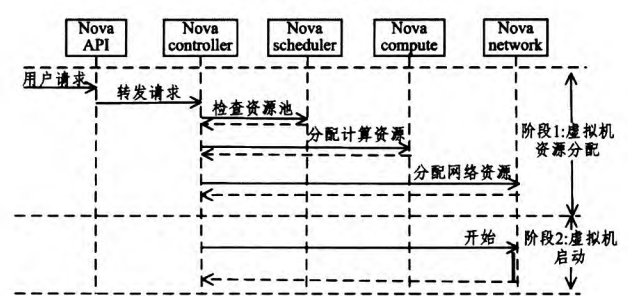 Nova API
Nova controller
Nova scheduler
Nova compute
Nova network
用户请求
转发请求
检查资源池
分配计算资源
分配网络资源
阶段1:虚拟机
资源分配
开始
阶段2:虚拟机
启动